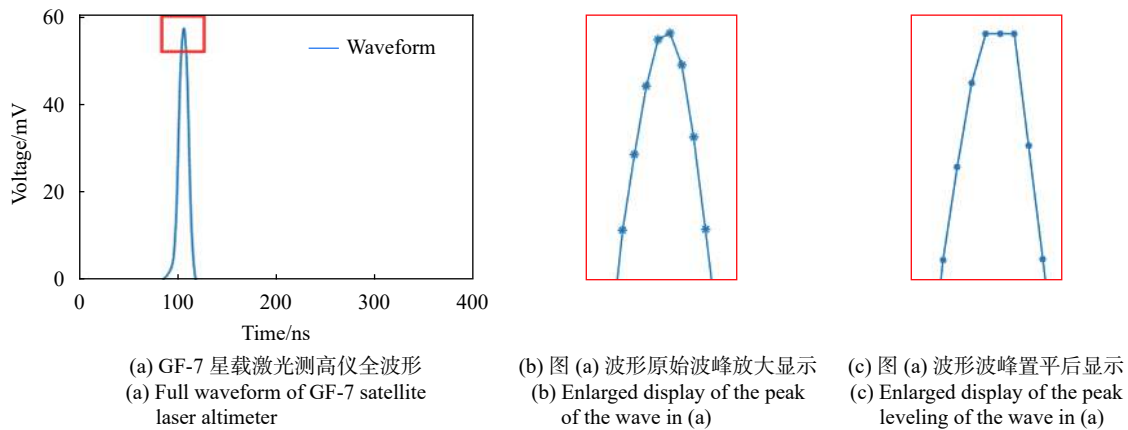 60
40
20
0
Voltage/mV
Waveform
0
100
200
300
400
Time/ns
(a) GF-7 星载激光测高仪全波形
(a) Full waveform of GF-7 satellite
laser altimeter
(b) 图 (a) 波形原始波峰放大显示
(b) Enlarged display of the peak
of the wave in (a)
(c) 图 (a) 波形波峰置平后显示
(c) Enlarged display of the peak
leveling of the wave in (a)